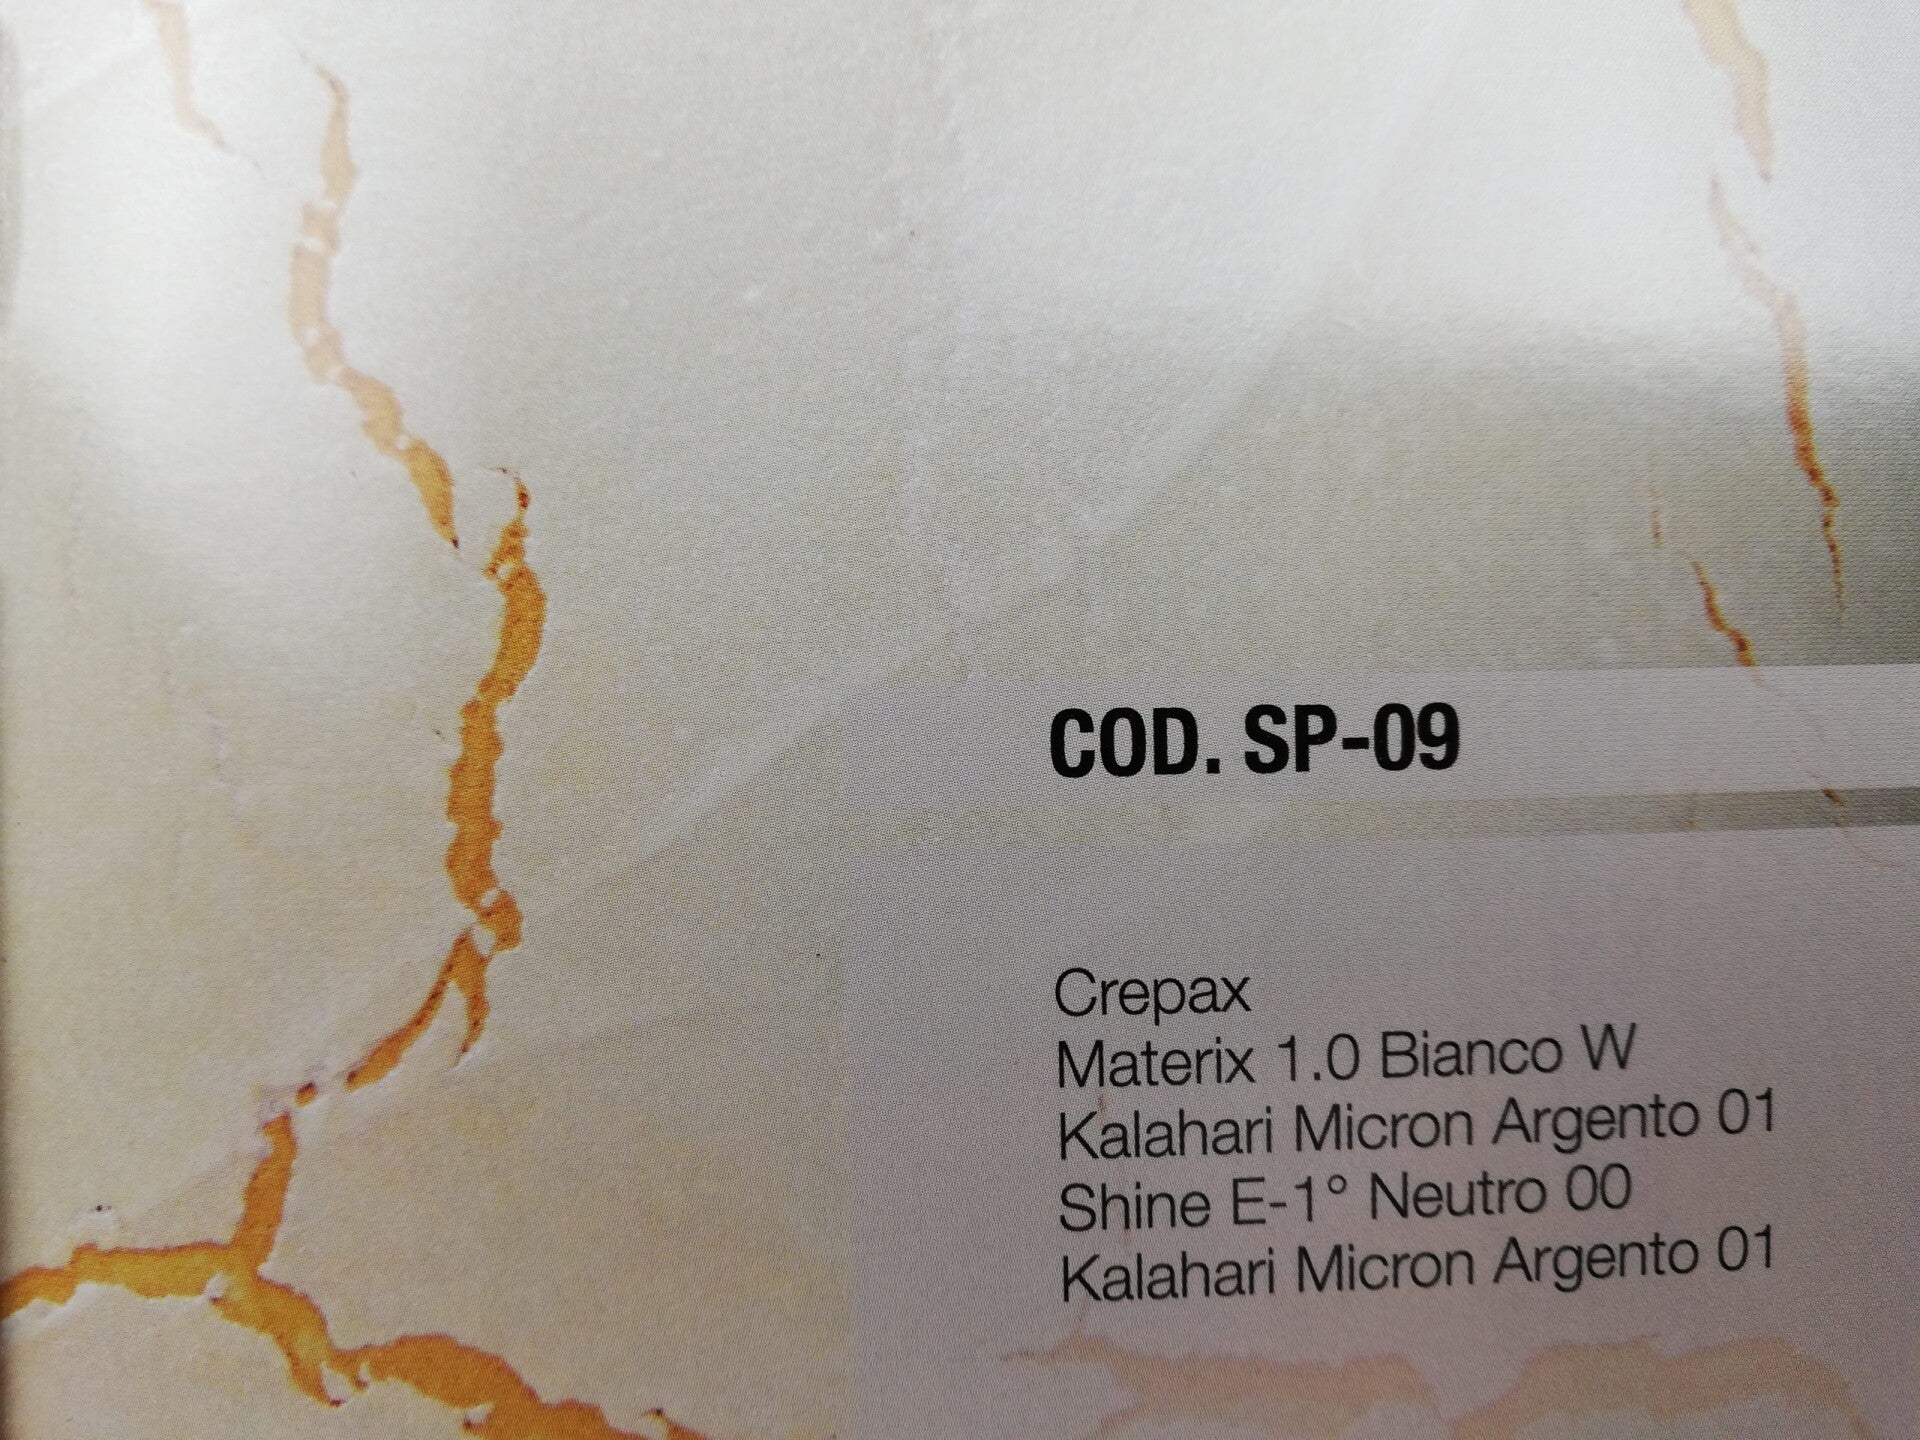 COD. SP-09
Crepax
Materix 1.0 Bianco W
Kalahari Micron Argento 01
Shine E-1° Neutro 00
Kalahari Micron Argento 01